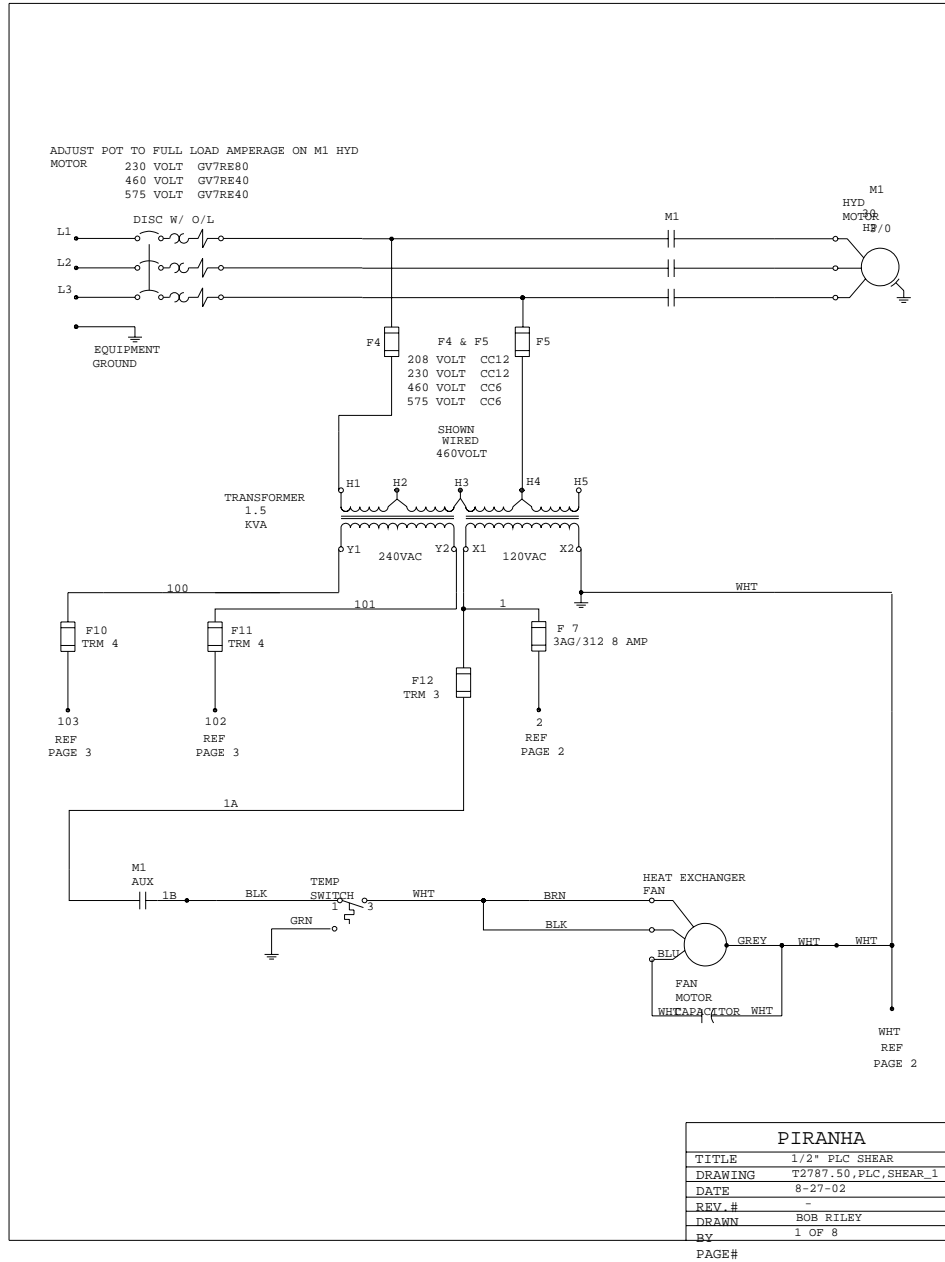 ADJUST POT TO FULL LOAD AMPERAGE ON M1 HYD
MOTOR
230 VOLT GV7RE80
460 VOLT GV7RE40
575 VOLT GV7RE40
DISC W/ O/L
M1
M1
HYD
MOTOR
30
HP
P/0
L1
L2
L3
EQUIPMENT
GROUND
F4
F4 & F5
F5
208 VOLT CC12
230 VOLT CC12
460 VOLT CC6
575 VOLT CC6
SHOWN
WIRED
460VOLT
TRANSFORMER
1.5
KVA
H1
H2
H3
H4
H5
Y1
240VAC
Y2
X1
120VAC
X2
100
101
1
WHT
F10
TRM 4
F11
TRM 4
F 7
3AG/312 8 AMP
F12
TRM 3
103
REF
PAGE 3
102
REF
PAGE 3
2
REF
PAGE 2
1A
M1
AUX
1B
BLK
TEMP
SWITCH
1
3
WHT
GRN
HEAT EXCHANGER
FAN
BRN
BLK
BLU
GREY
WHT
WHT
FAN
MOTOR
CAPACITOR
WHT
WHT
WHT
REF
PAGE 2
PIRANHA
TITLE 1/2" PLC SHEAR
DRAWING T2787.50,PLC,SHEAR_1
DATE 8-27-02
REV.# -
DRAWN BOB RILEY
BY 1 OF 8
PAGE#